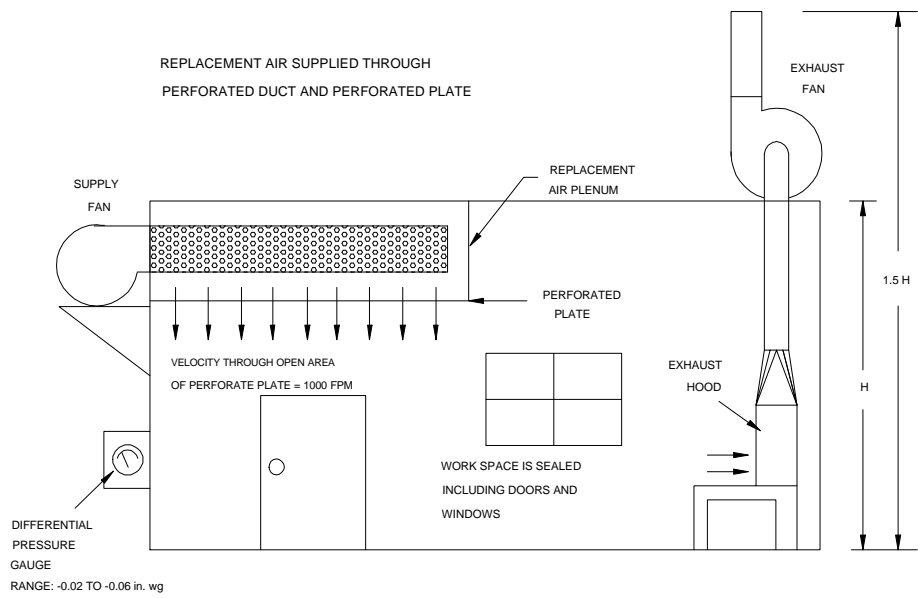 REPLACEMENT AIR SUPPLIED THROUGH
PERFORATED DUCT AND PERFORATED PLATE
EXHAUST
FAN
SUPPLY
FAN
REPLACEMENT
AIR PLENUM
1.5 H
PERFORATED
PLATE
VELOCITY THROUGH OPEN AREA
OF PERFORATE PLATE = 1000 FPM
EXHAUST
HOOD
H
WORK SPACE IS SEALED
INCLUDING DOORS AND
WINDOWS
DIFFERENTIAL
PRESSURE
GAUGE
RANGE: -0.02 TO -0.06 in. wg